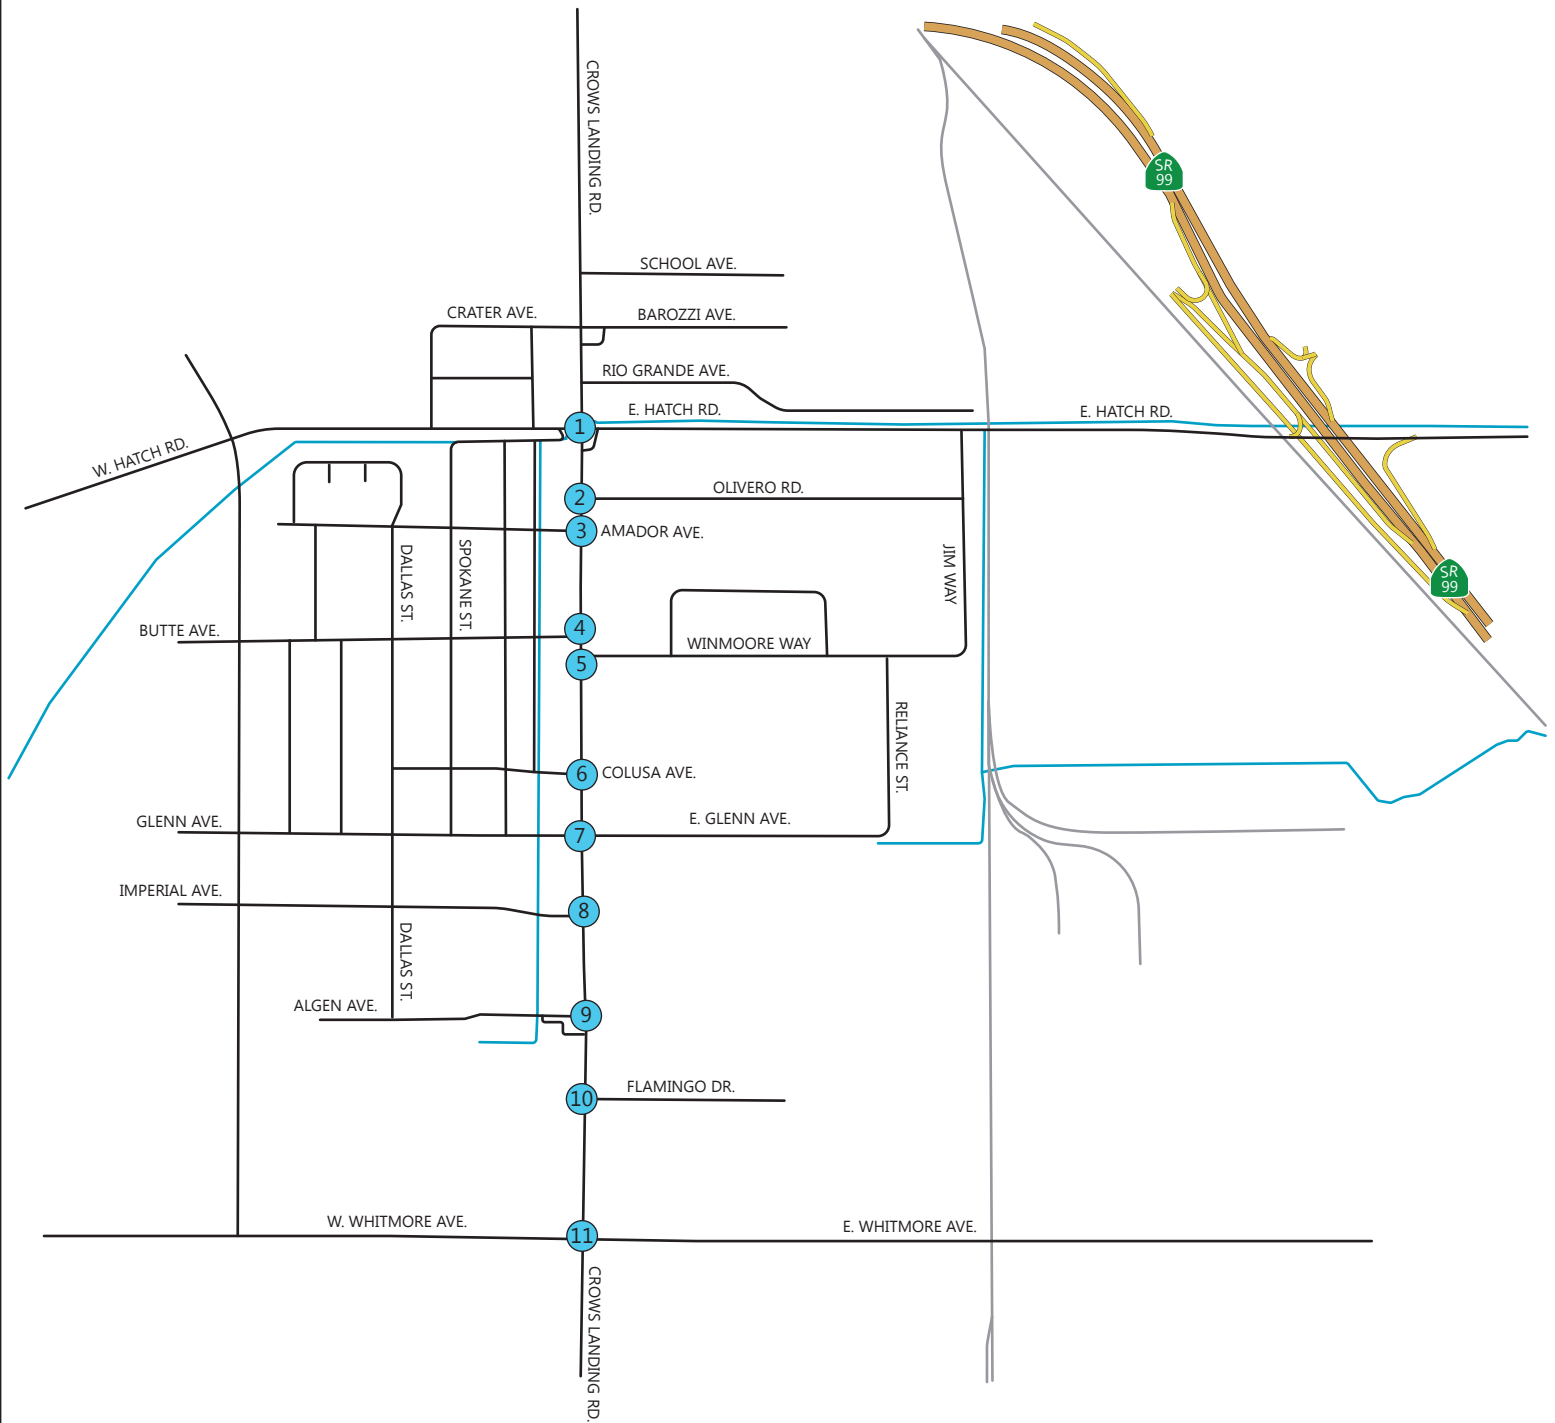 CROWS LANDING RD.
SR
99
SCHOOL AVE.
CRATER AVE.
BAROZZI AVE.
RIO GRANDE AVE.
E. HATCH RD.
E. HATCH RD.
1
W. HATCH RD.
2
OLIVERO RD.
3
AMADOR AVE.
DALLAS ST.
SPOKANE ST.
JIM WAY
SR
99
BUTTE AVE.
4
WINMOORE WAY
5
RELIANCE ST.
6
COLUSA AVE.
GLENN AVE.
7
E. GLENN AVE.
IMPERIAL AVE.
8
DALLAS ST.
ALGEN AVE.
9
10
FLAMINGO DR.
W. WHITMORE AVE.
11
E. WHITMORE AVE.
CROWS LANDING RD.